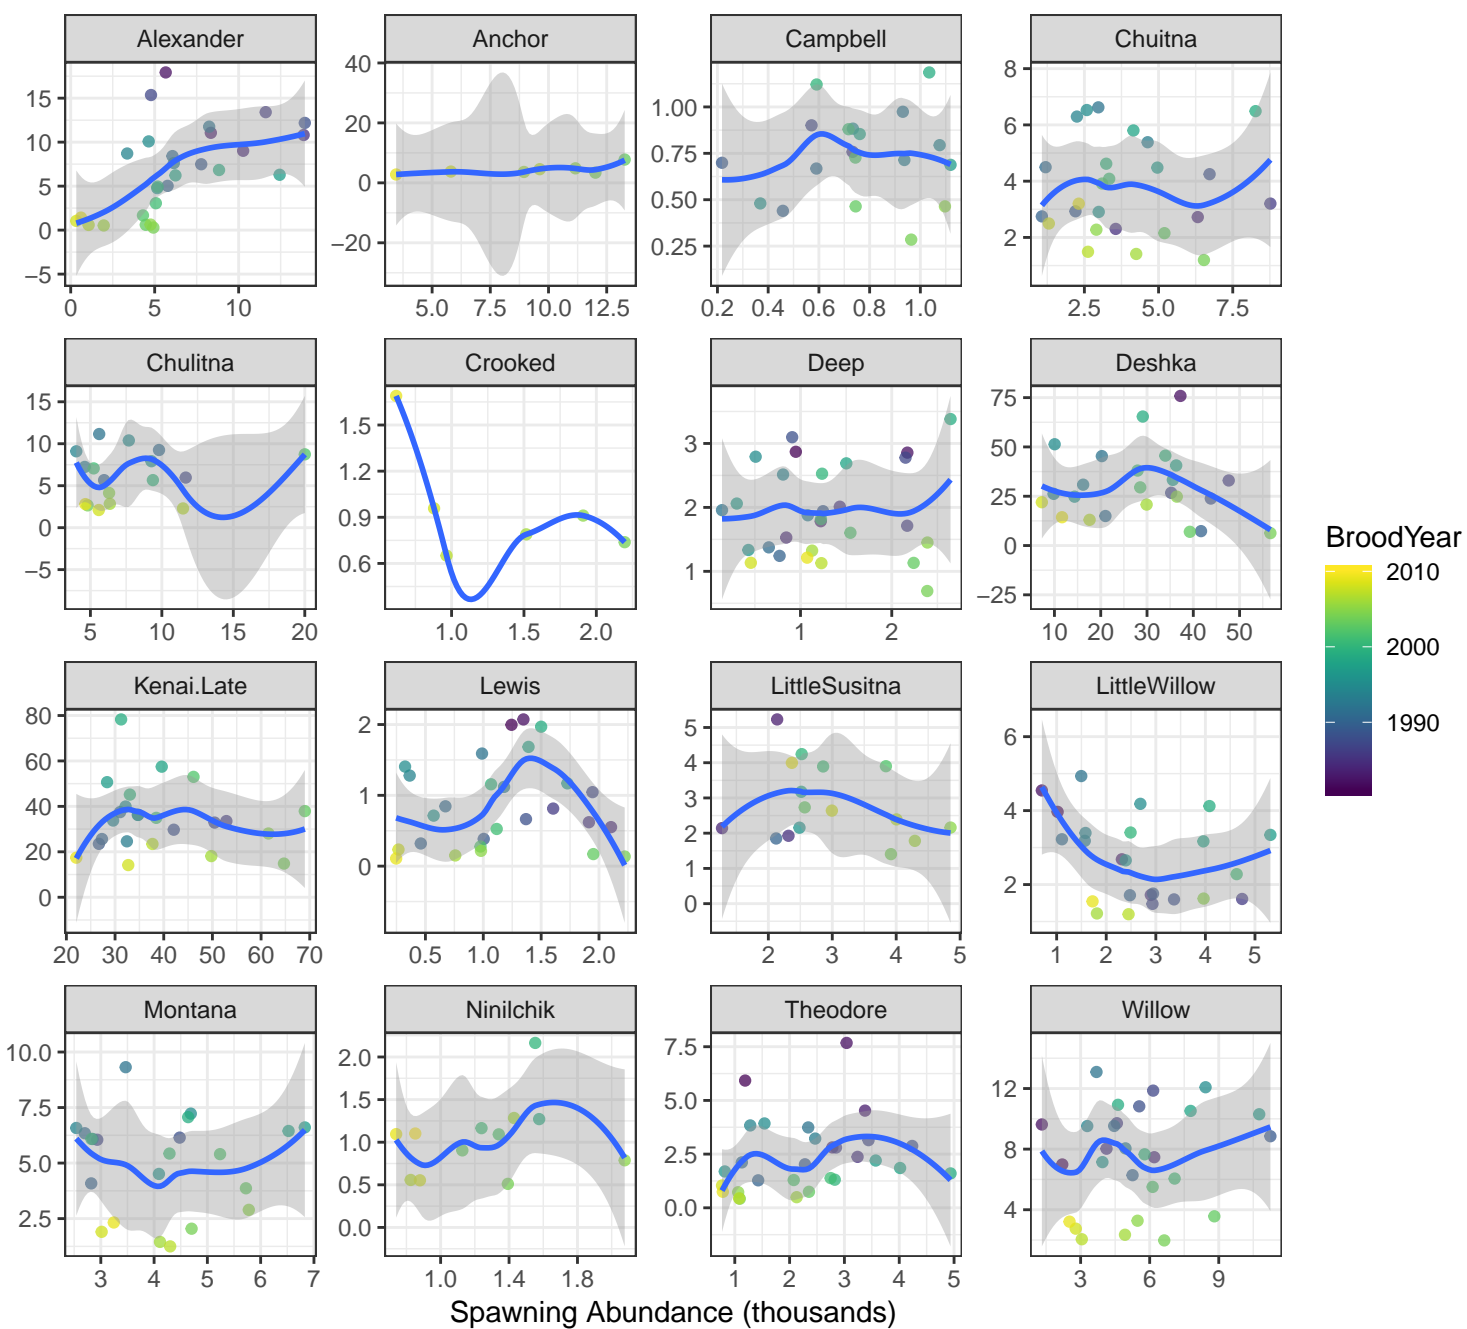 Alexander Anchor Campbell Chuitna
15 10 5 0 −5
40 20 0 −20
1.00 0.75 0.50 0.25
8 6 4 2
0 5 10
5.0 7.5 10.0 12.5
0.2 0.4 0.6 0.8 1.0
2.5 5.0 7.5
Chulitna Crooked Deep Deshka
15 10 5 0 −5
1.5 1.2 0.9 0.6
3 2 1
75 50 25 0 −25
5 10 15 20
1.0 1.5 2.0
1 2
10 20 30 40 50
Kenai.Late Lewis LittleSusitna LittleWillow
80 60 40 20 0
2 1 0
5 4 3 2 1 0
6 4 2
20 30 40 50 60 70
0.5 1.0 1.5 2.0
2 3 4 5
1 2 3 4 5
Montana Ninilchik Theodore Willow
10.0 7.5 5.0 2.5
2.0 1.5 1.0 0.5 0.0
7.5 5.0 2.5 0.0
12 8 4
3 4 5 6 7
1.0 1.4 1.8
1 2 3 4 5
3 6 9
Spawning Abundance (thousands)
BroodYear
2010
2000
1990